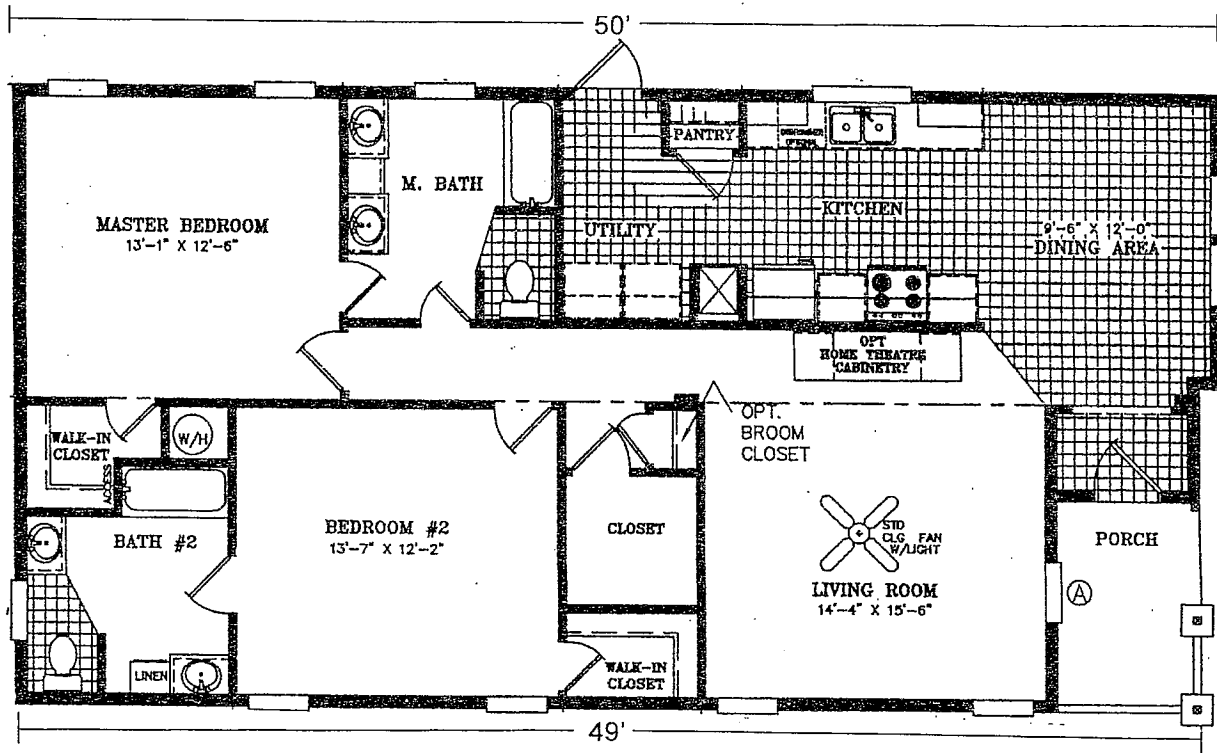 50'
PANTRY
DISHWASHER
OPTIONAL
M. BATH
MASTER BEDROOM
13'-1" X 12'-6"
UTILITY
KITCHEN
9'-6" X 12'-0"
DINING AREA
OPT
HOME THEATRE
CABINETRY
OPT.
BROOM
CLOSET
W/H
WALK-IN
CLOSET
ACCESS
BATH #2
BEDROOM #2
13'-7" X 12'-2"
CLOSET
STD
CLG FAN
W/LIGHT
LIVING ROOM
14'-4" X 15'-6"
PORCH
A
LINEN
WALK-IN
CLOSET
49'